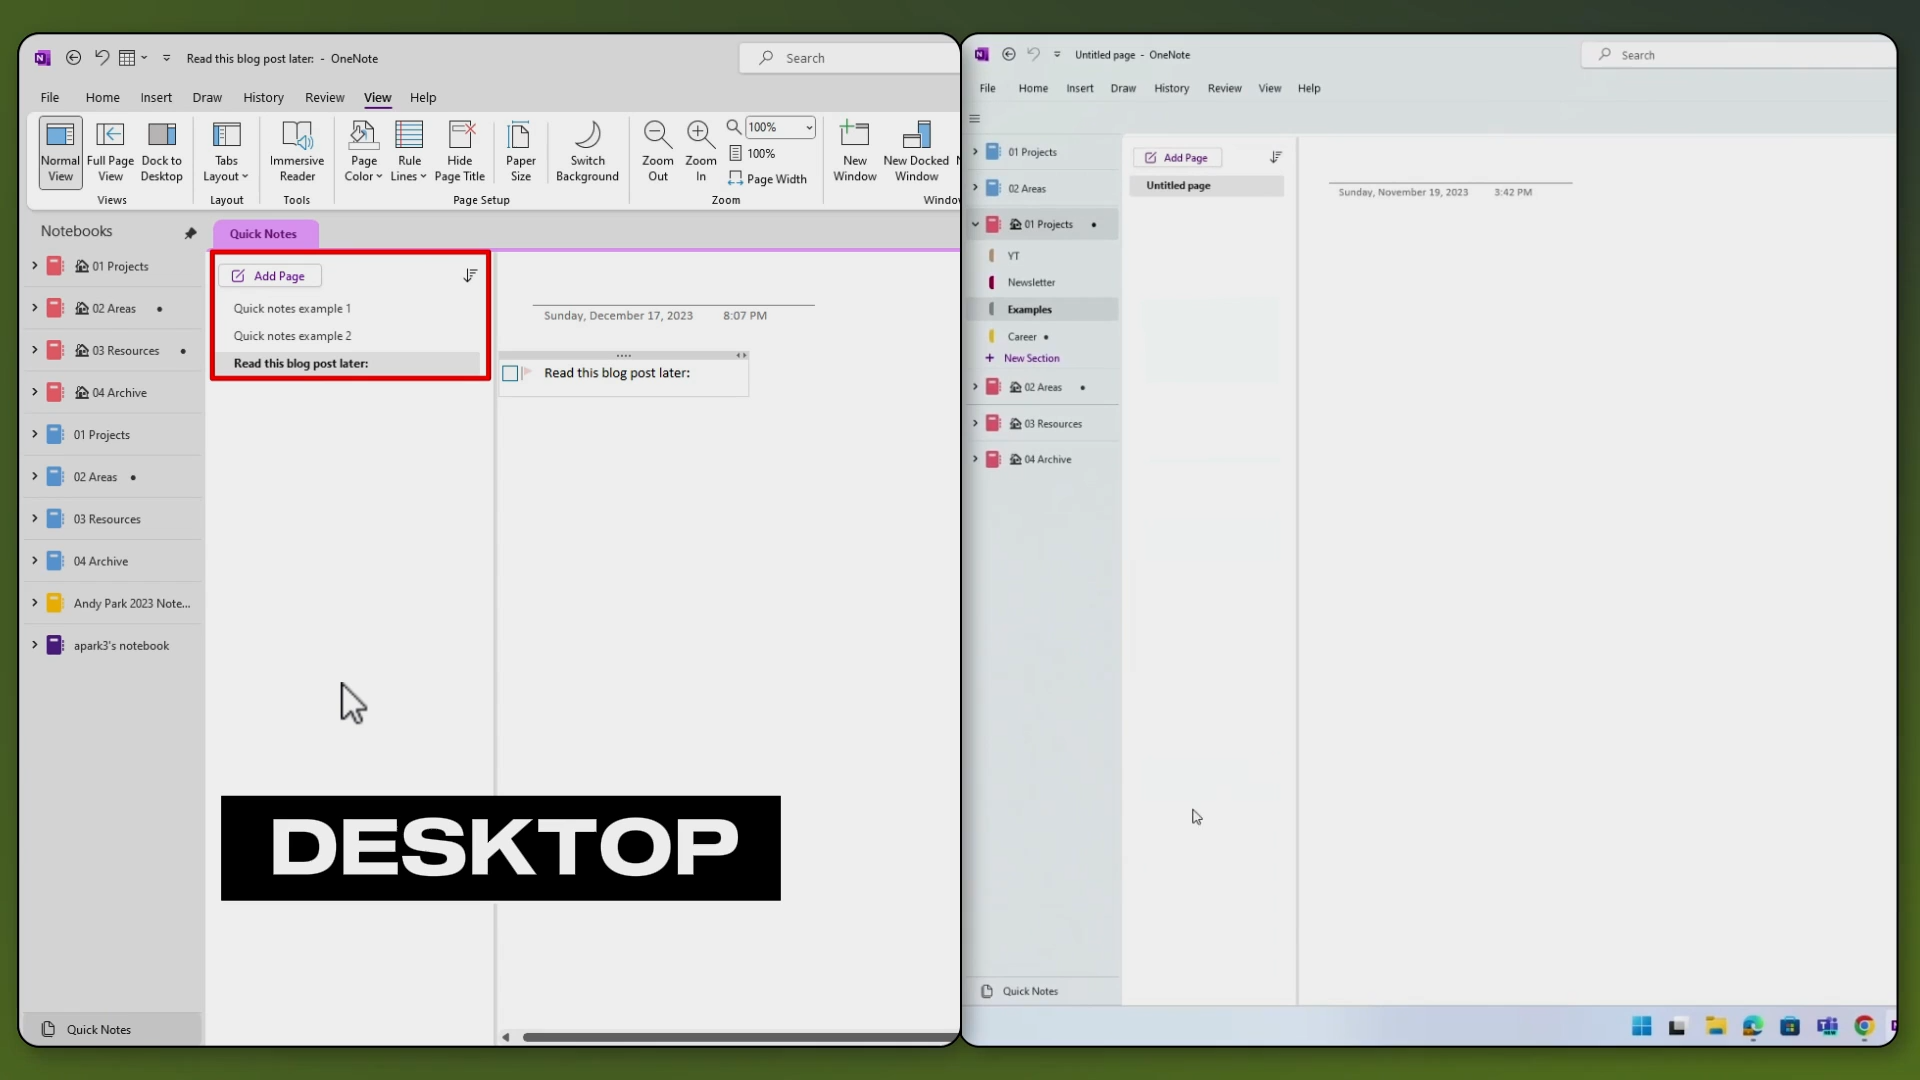 Read this blog post later: - OneNote
Search
File Home Insert Draw History Review View Help
Normal View
Full Page View
Dock to Desktop
Views
Tabs Layout
Layout
Immersive Reader
Tools
Page Color
Rule Lines
Hide Page Title
Paper Size
Switch Background
Page Setup
Zoom Out
Zoom In
100%
100%
Page Width
Zoom
New Window
New Docked Window
N
Window
Notebooks
01 Projects
02 Areas
03 Resources
04 Archive
01 Projects
02 Areas
03 Resources
04 Archive
Andy Park 2023 Note...
apark3's notebook
Quick Notes
Quick Notes
Add Page
Quick notes example 1
Quick notes example 2
Read this blog post later:
Sunday, December 17, 2023 8:07 PM
Read this blog post later:
DESKTOP
Untitled page - OneNote
Search
File Home Insert Draw History Review View Help
01 Projects
02 Areas
01 Projects
YT
Newsletter
Examples
Career
New Section
02 Areas
03 Resources
04 Archive
Quick Notes
Add Page
Untitled page
Sunday, November 19, 2023 3:42 PM